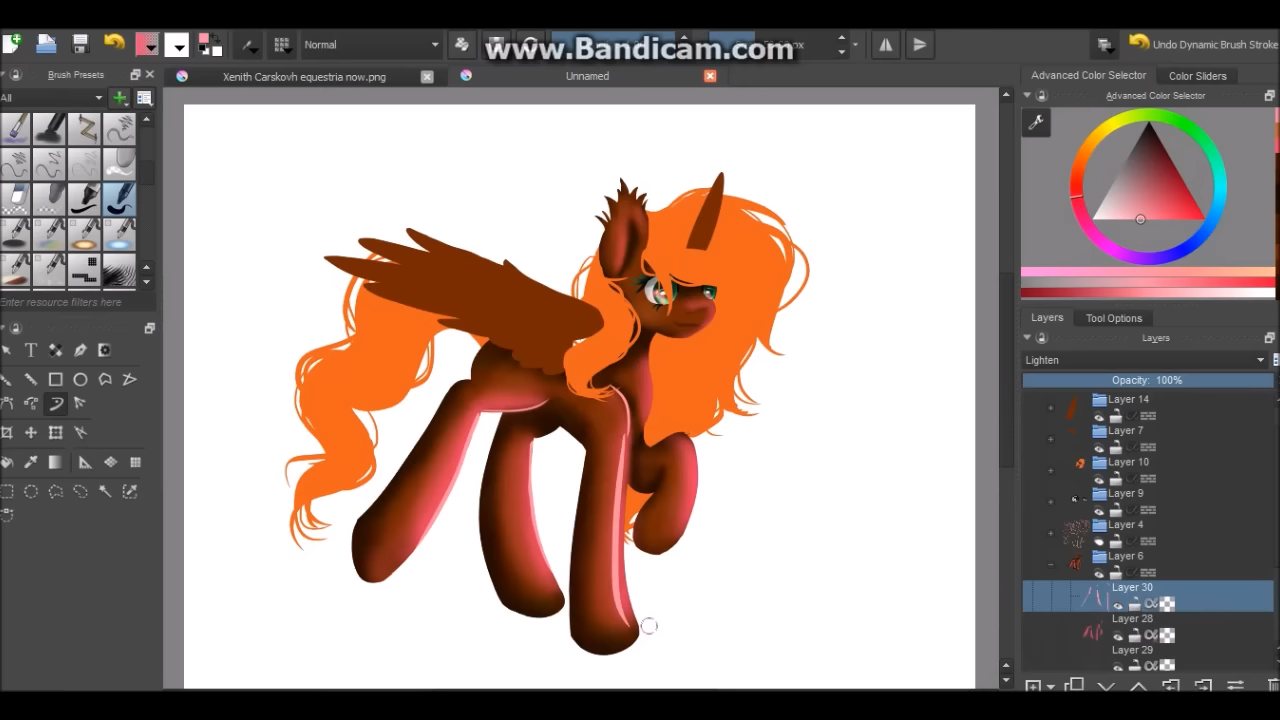 www.Bandicam.com
Normal
px
Undo Dynamic Brush Stroke
Brush Presets
Xenith Carskovh equestria now.png
Unnamed
Advanced Color Selector
Color Sliders
All
Advanced Color Selector
Enter resource filters here
Layers
Tool Options
Layers
Lighten
Opacity: 100%
Layer 14
Layer 7
Layer 10
Layer 9
Layer 4
Layer 6
Layer 30
Layer 28
Layer 29